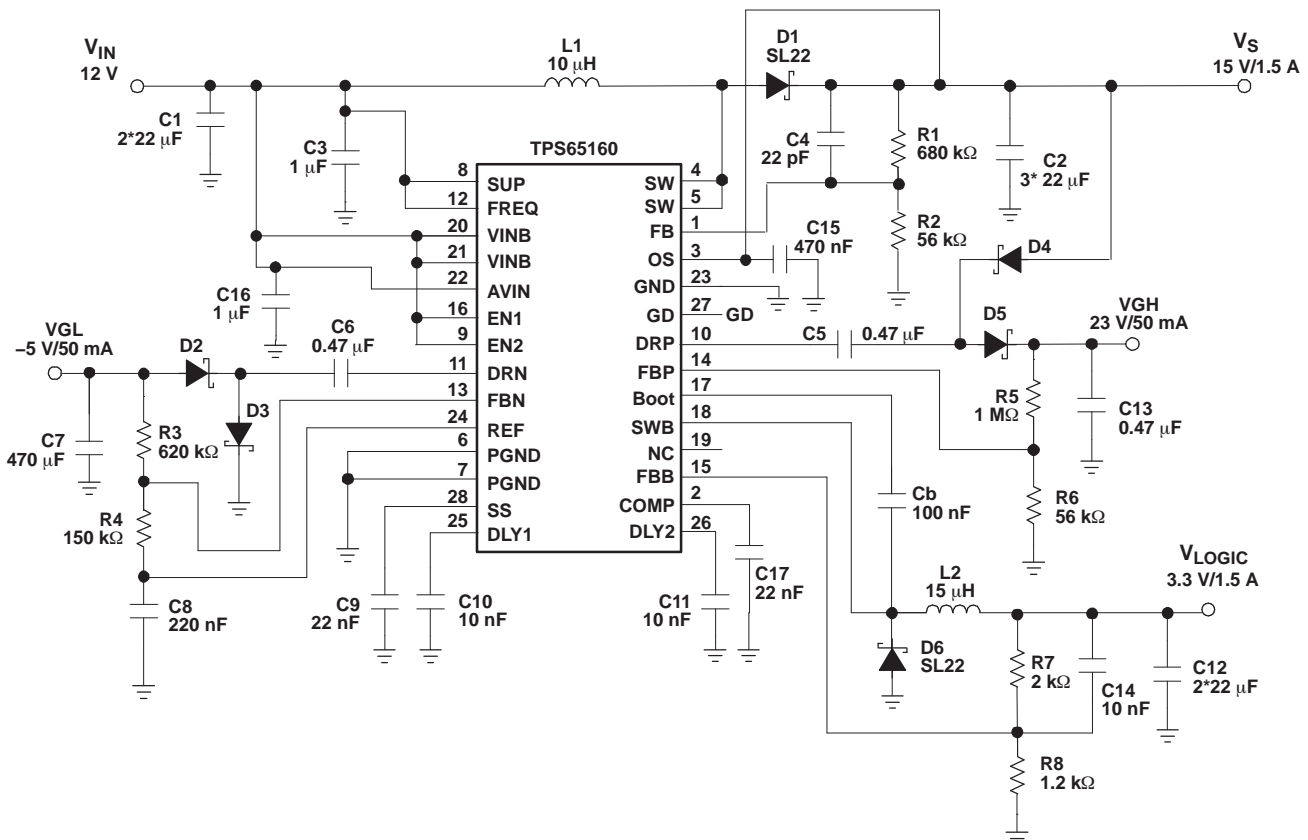 V_IN
12 V
L1
10 μH
D1
SL22
V_S
15 V/1.5 A
C1
2*22 μF
C3
1 μF
C4
22 pF
R1
680 kΩ
C2
3* 22 μF
TPS65160
8
SUP
12
FREQ
20
VINB
21
VINB
22
AVIN
16
EN1
9
EN2
11
DRN
13
FBN
24
REF
6
PGND
7
PGND
28
SS
25
DLY1
4
SW
5
SW
1
FB
3
OS
23
GND
27
GD
GD
10
DRP
14
FBP
17
Boot
18
SWB
19
NC
15
FBB
2
COMP
26
DLY2
R2
56 kΩ
C15
470 nF
D4
C16
1 μF
VGL
–5 V/50 mA
D2
C6
0.47 μF
C5
0.47 μF
D5
VGH
23 V/50 mA
D3
C7
470 μF
R3
620 kΩ
R4
150 kΩ
C8
220 nF
R5
1 MΩ
C13
0.47 μF
R6
56 kΩ
Cb
100 nF
C9
22 nF
C10
10 nF
C11
10 nF
C17
22 nF
L2
15 μH
V_LOGIC
3.3 V/1.5 A
D6
SL22
R7
2 kΩ
C14
10 nF
C12
2*22 μF
R8
1.2 kΩ